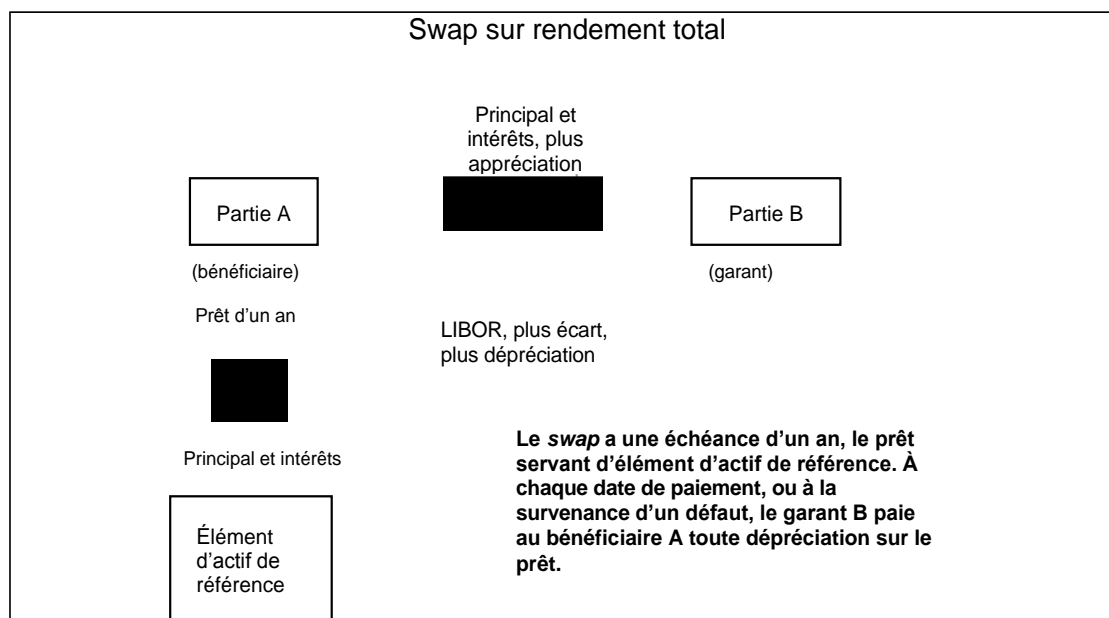 Swap sur rendement total
Principal et
intérêts, plus
appréciation
Partie A
Partie B
(bénéficiaire)
(garant)
Prêt d’un an
LIBOR, plus écart,
plus dépréciation
Principal et intérêts
Le swap a une échéance d’un an, le prêt
servant d’élément d’actif de référence. À
chaque date de paiement, ou à la
survenance d’un défaut, le garant B paie
au bénéficiaire A toute dépréciation sur le
prêt.
Élément
d’actif de
référence